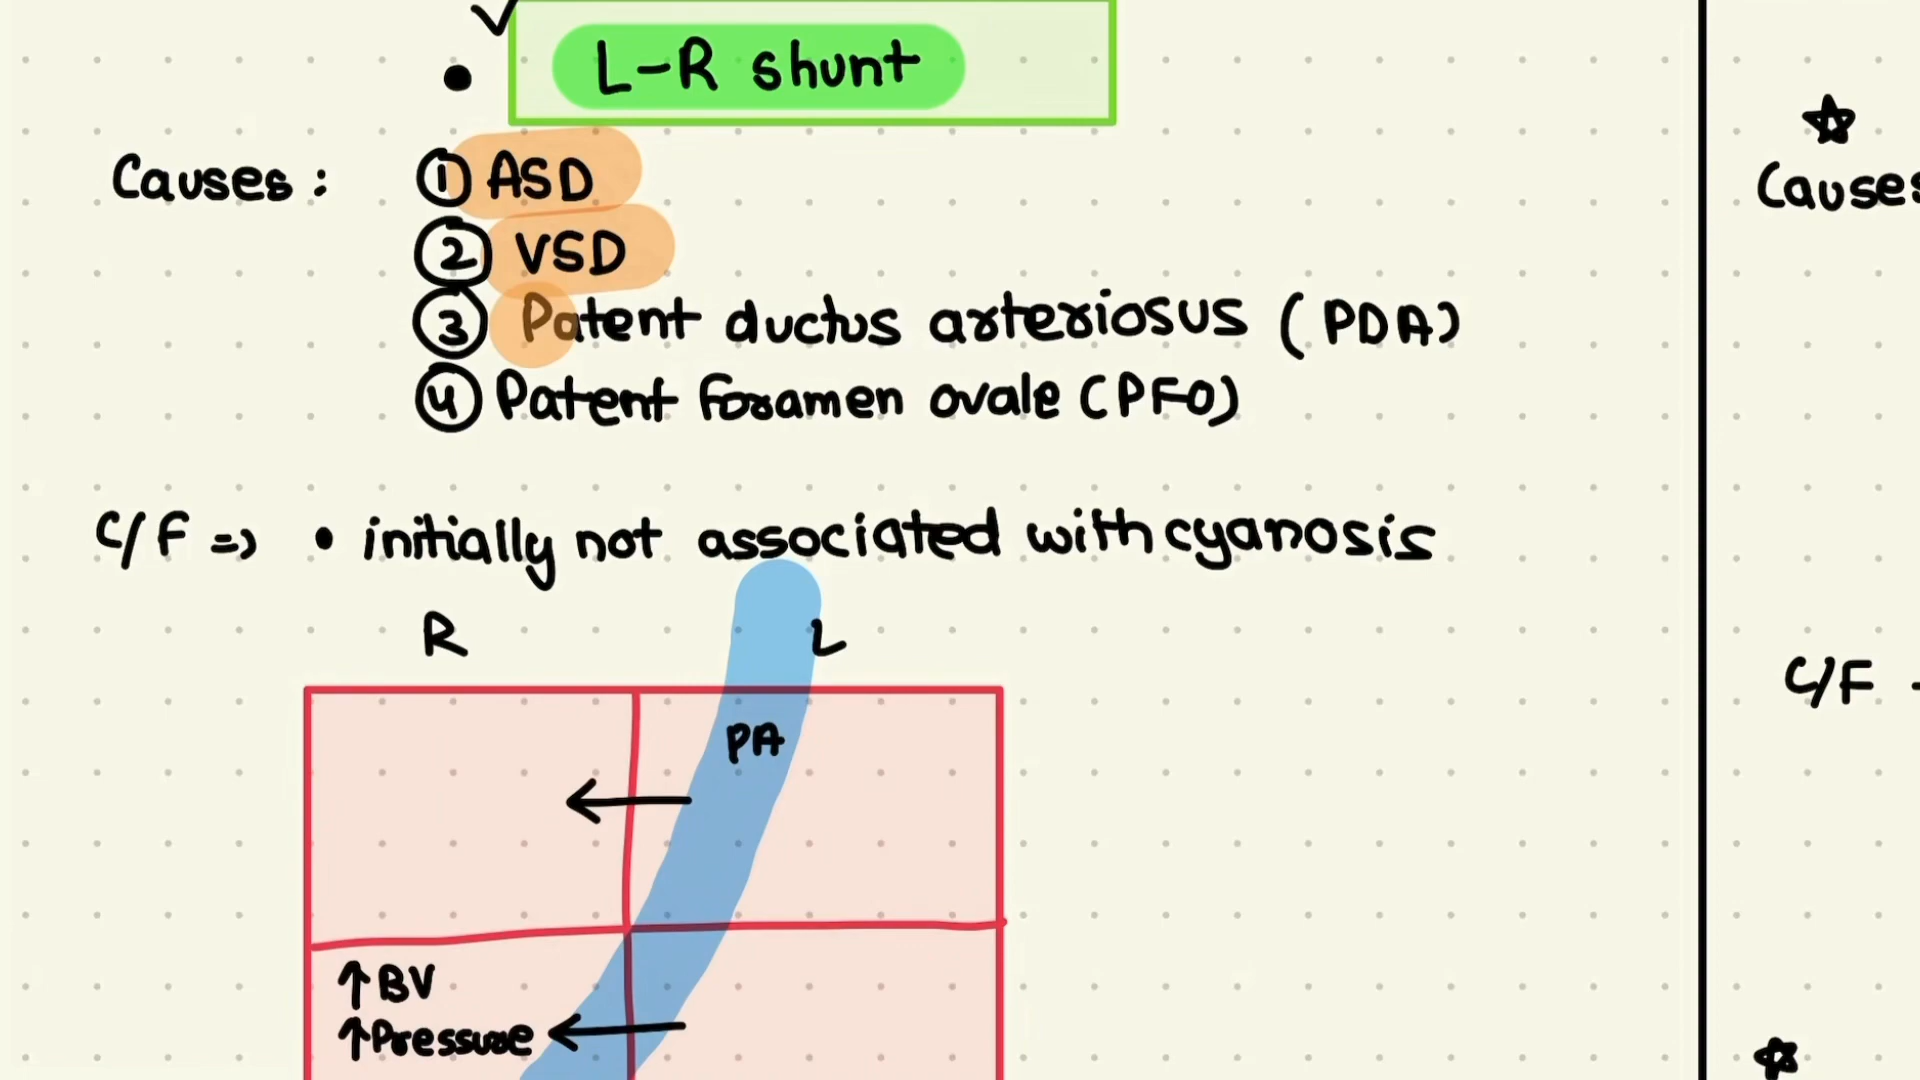 L-R shunt
Causes : ① ASD
② VSD
③ Patent ductus arteriosus (PDA)
④ Patent foramen ovale (PFO)
C/F => • initially not associated with cyanosis
R L
PA
↑BV
↑Pressure
Causes
C/F